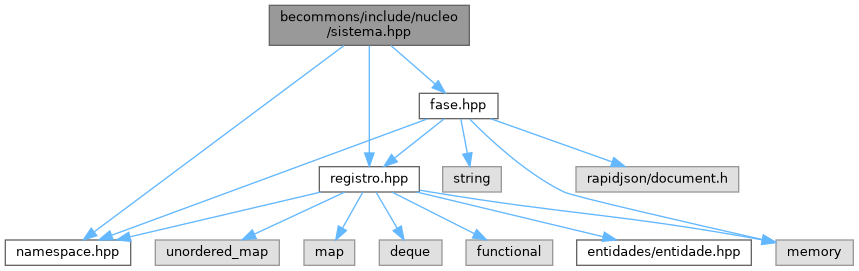 becommons/include/nucleo
/sistema.hpp
fase.hpp
registro.hpp
string
rapidjson/document.h
namespace.hpp
unordered_map
map
deque
functional
entidades/entidade.hpp
memory